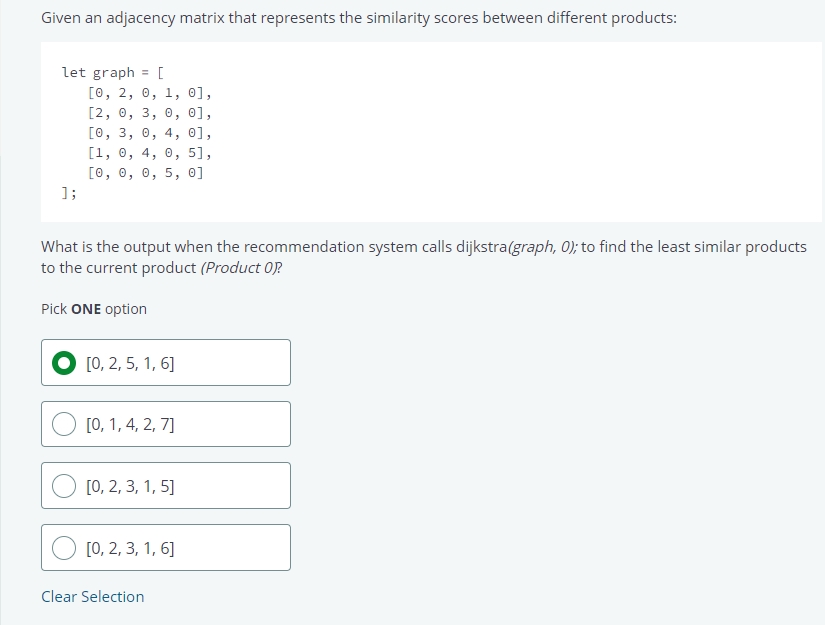 Given an adjacency matrix that represents the similarity scores between different products:
let graph = [
[0, 2, 0, 1, 0],
[2, 0, 3, 0, 0],
[0, 3, 0, 4, 0],
[1, 0, 4, 0, 5],
[0, 0, 0, 5, 0]
];
What is the output when the recommendation system calls dijkstra(graph, 0); to find the least similar products
to the current product (Product 0)?
Pick ONE option
[0, 2, 5, 1, 6]
[0, 1, 4, 2, 7]
[0, 2, 3, 1, 5]
[0, 2, 3, 1, 6]
Clear Selection